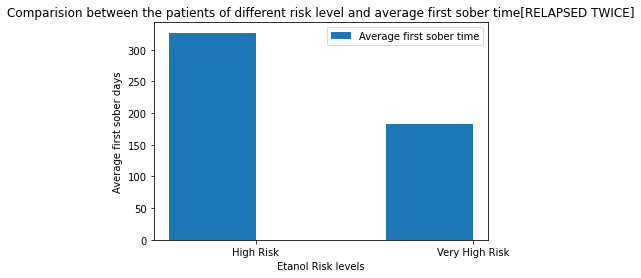 Comparision between the patients of different risk level and average first sober time[RELAPSED TWICE]
Average first sober time
Average first sober days
300
250
200
150
100
50
0
High Risk
Very High Risk
Etanol Risk levels